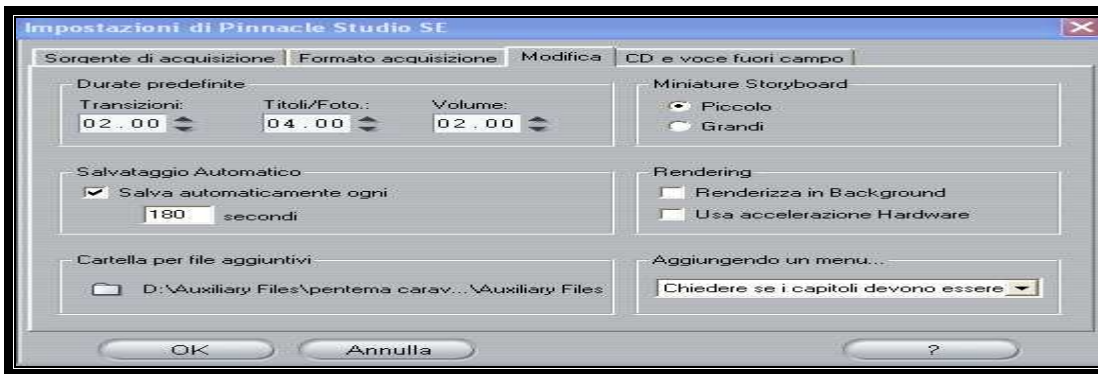 Impostazioni di Pinnacle Studio SE
Sorgente di acquisizione Formato acquisizione Modifica CD e voce fuori campo
Durate predefinite
Transizioni: Titoli/Foto.: Volume:
02.00 04.00 02.00
Miniature Storyboard
Piccolo
Grandi
Salvataggio Automatico
Salva automaticamente ogni
180 secondi
Rendering
Renderizza in Background
Usa accelerazione Hardware
Cartella per file aggiuntivi
D:\Auxiliary Files\pentema carav...\Auxiliary Files
Aggiungendo un menu...
Chiedere se i capitoli devono essere
OK Annulla ?